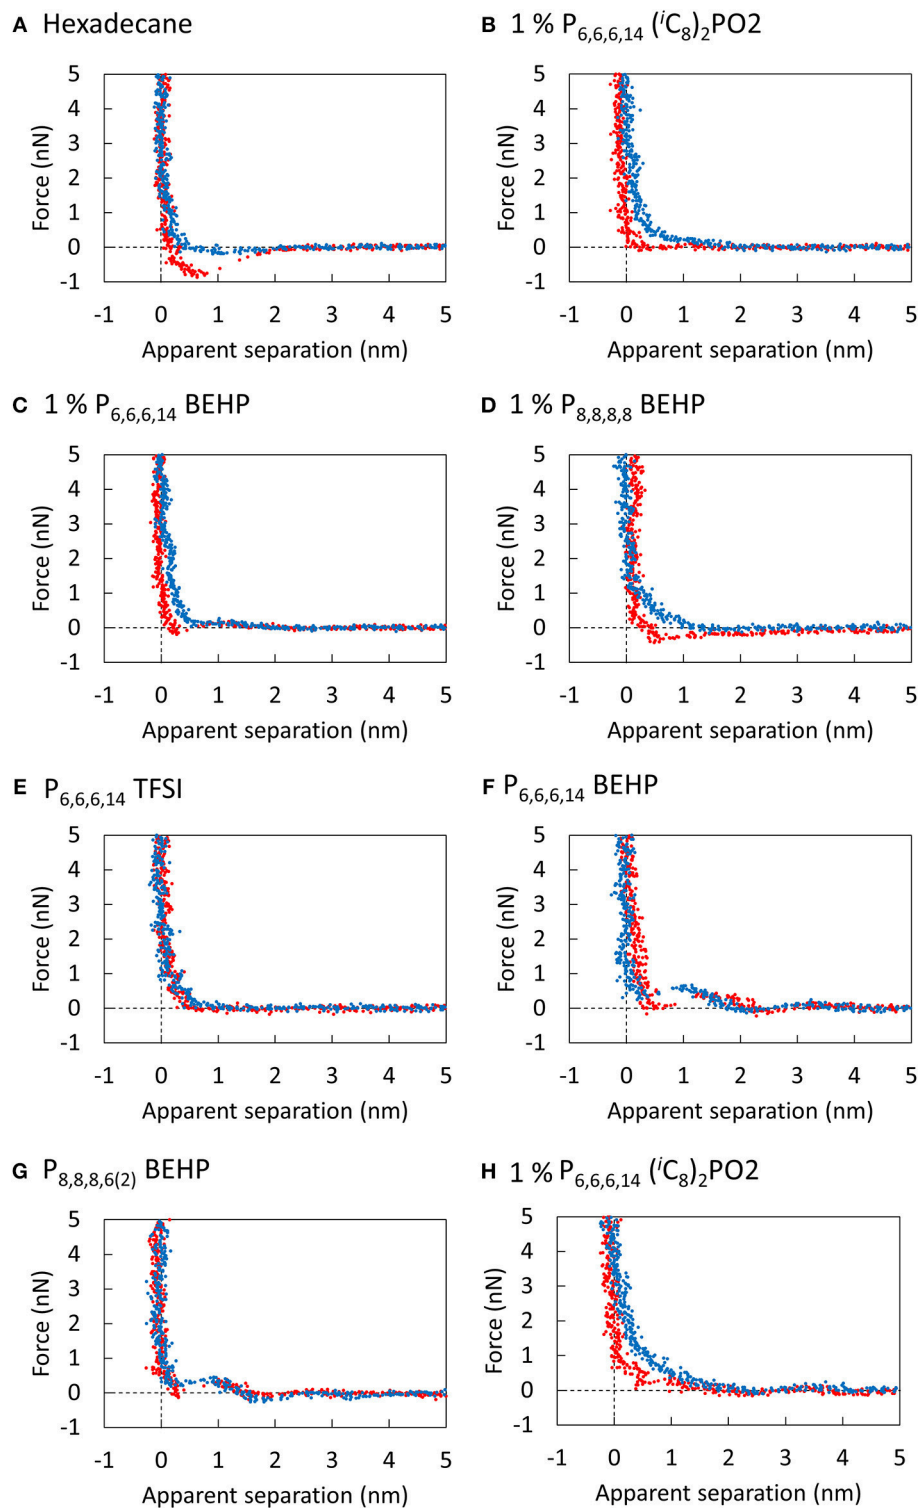 A Hexadecane
B 1 % P6,6,6,14 (iC8)2PO2
5
4
3
2
1
0
-1
Force (nN)
-1 0 1 2 3 4 5
Apparent separation (nm)
5
4
3
2
1
0
-1
Force (nN)
-1 0 1 2 3 4 5
Apparent separation (nm)
C 1 % P6,6,6,14 BEHP
D 1 % P8,8,8,8 BEHP
5
4
3
2
1
0
-1
Force (nN)
-1 0 1 2 3 4 5
Apparent separation (nm)
5
4
3
2
1
0
-1
Force (nN)
-1 0 1 2 3 4 5
Apparent separation (nm)
E P6,6,6,14 TFSI
F P6,6,6,14 BEHP
5
4
3
2
1
0
-1
Force (nN)
-1 0 1 2 3 4 5
Apparent separation (nm)
5
4
3
2
1
0
-1
Force (nN)
-1 0 1 2 3 4 5
Apparent separation (nm)
G P8,8,8,6(2) BEHP
H 1 % P6,6,6,14 (iC8)2PO2
5
4
3
2
1
0
-1
Force (nN)
-1 0 1 2 3 4 5
Apparent separation (nm)
5
4
3
2
1
0
-1
Force (nN)
-1 0 1 2 3 4 5
Apparent separation (nm)